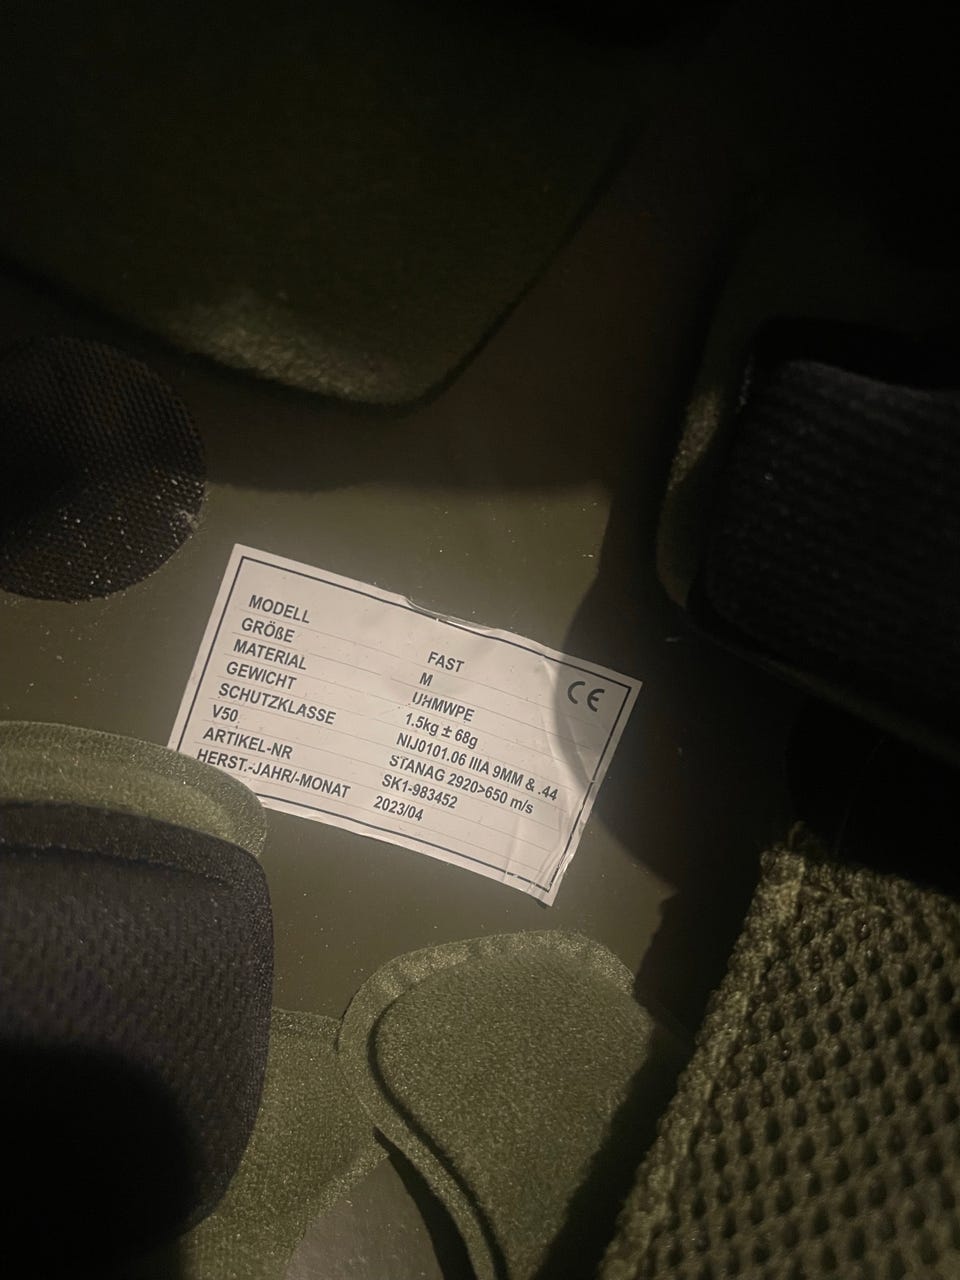 MODELL FAST
GRÖßE M
MATERIAL UHMWPE
GEWICHT 1.5kg ± 68g
SCHUTZKLASSE NIJ0101.06 IIIA 9MM & .44
V50 STANAG 2920>650 m/s
ARTIKEL-NR SK1-983452
HERST.-JAHR/-MONAT 2023/04
CE